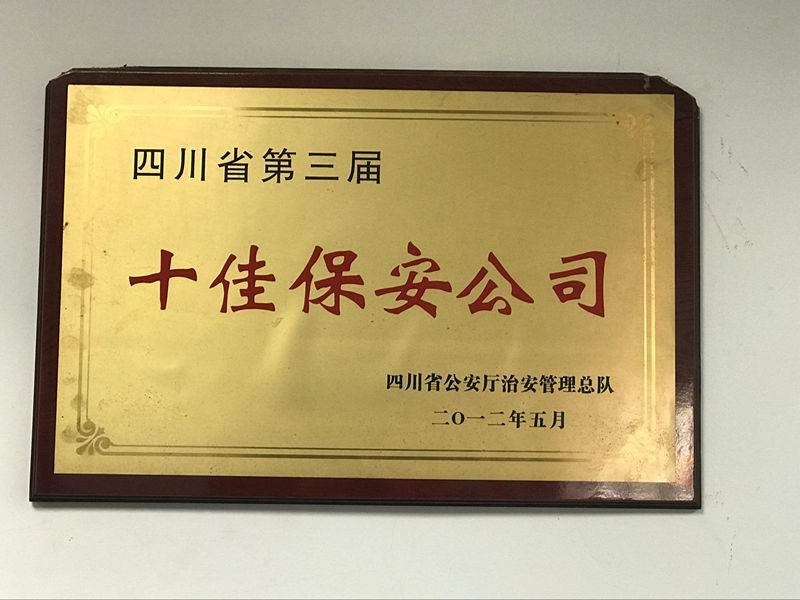 四川省第三届
十佳保安公司
四川省公安厅治安管理总队
二〇一二年五月